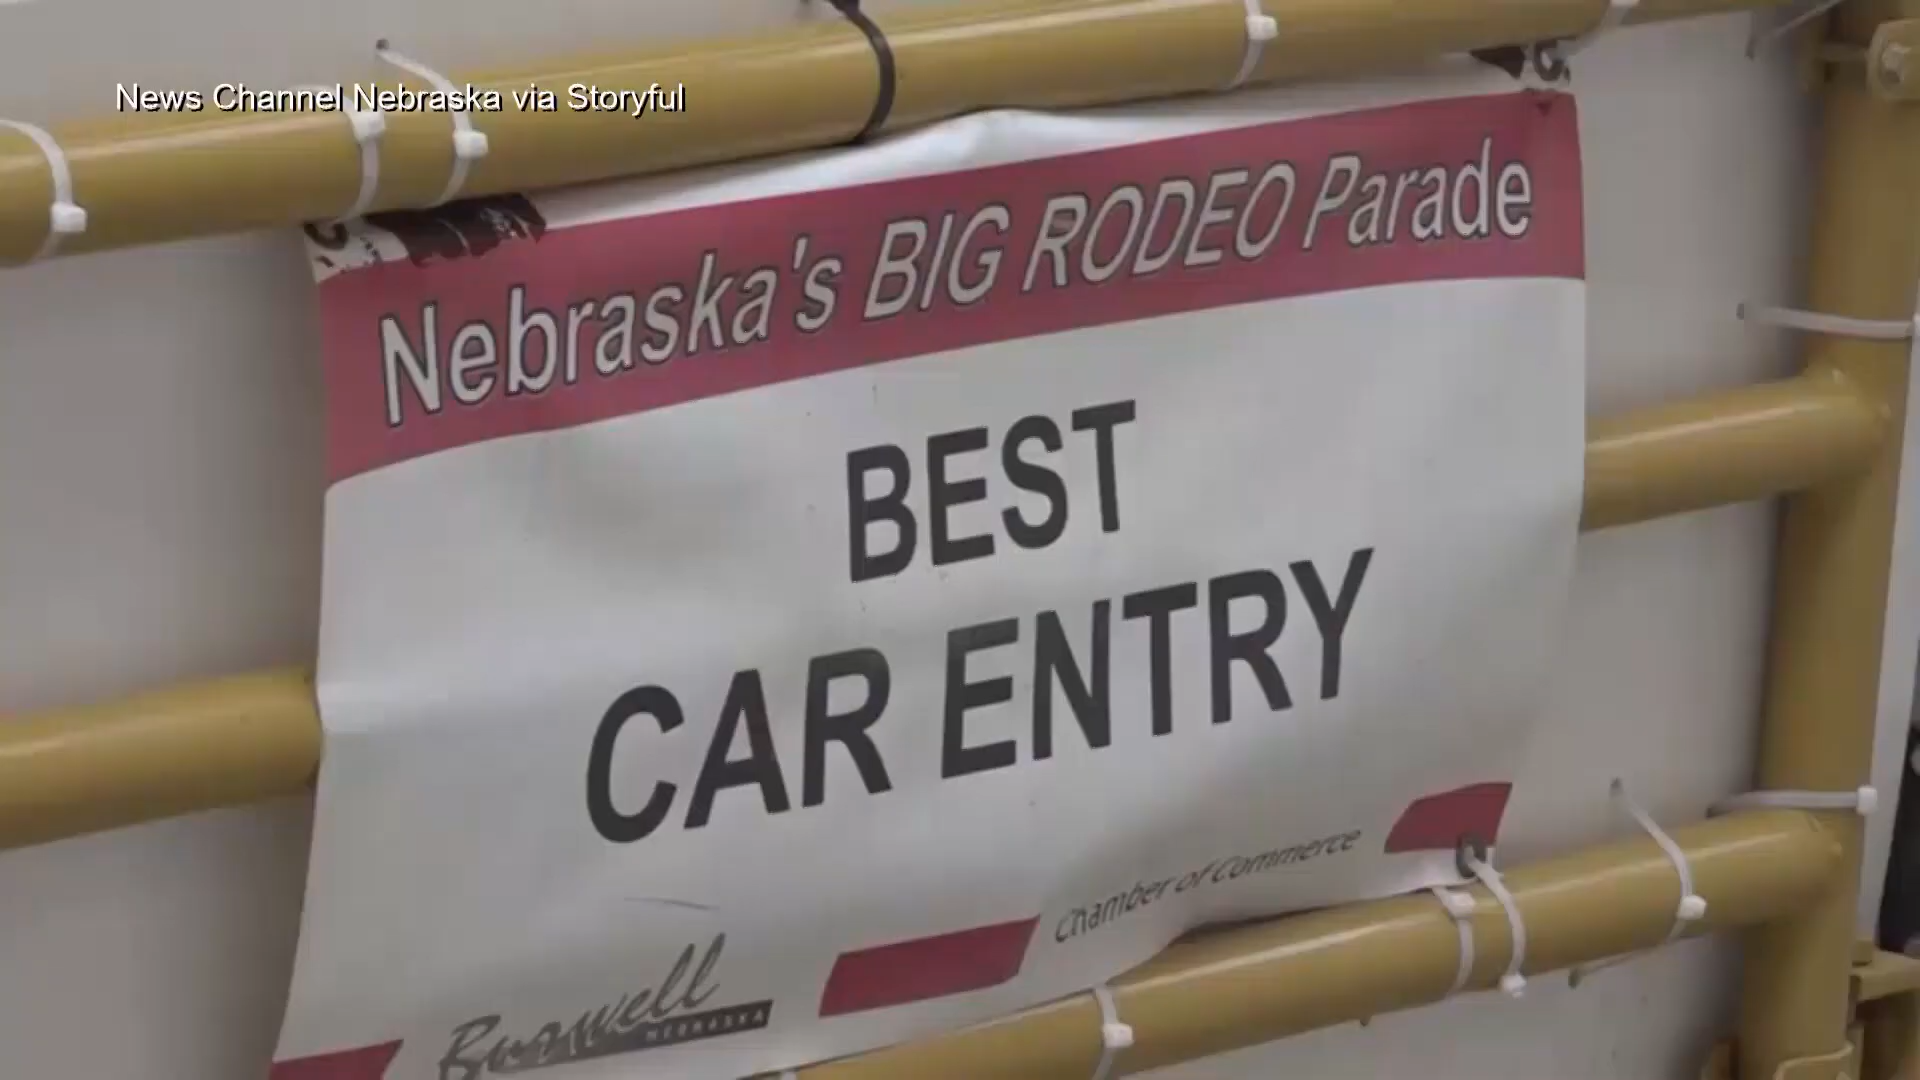 News Channel Nebraska via Storyful
Nebraska's BIG RODEO Parade
BEST
CAR ENTRY
Chamber of Commerce
Burwell
NEBRASKA